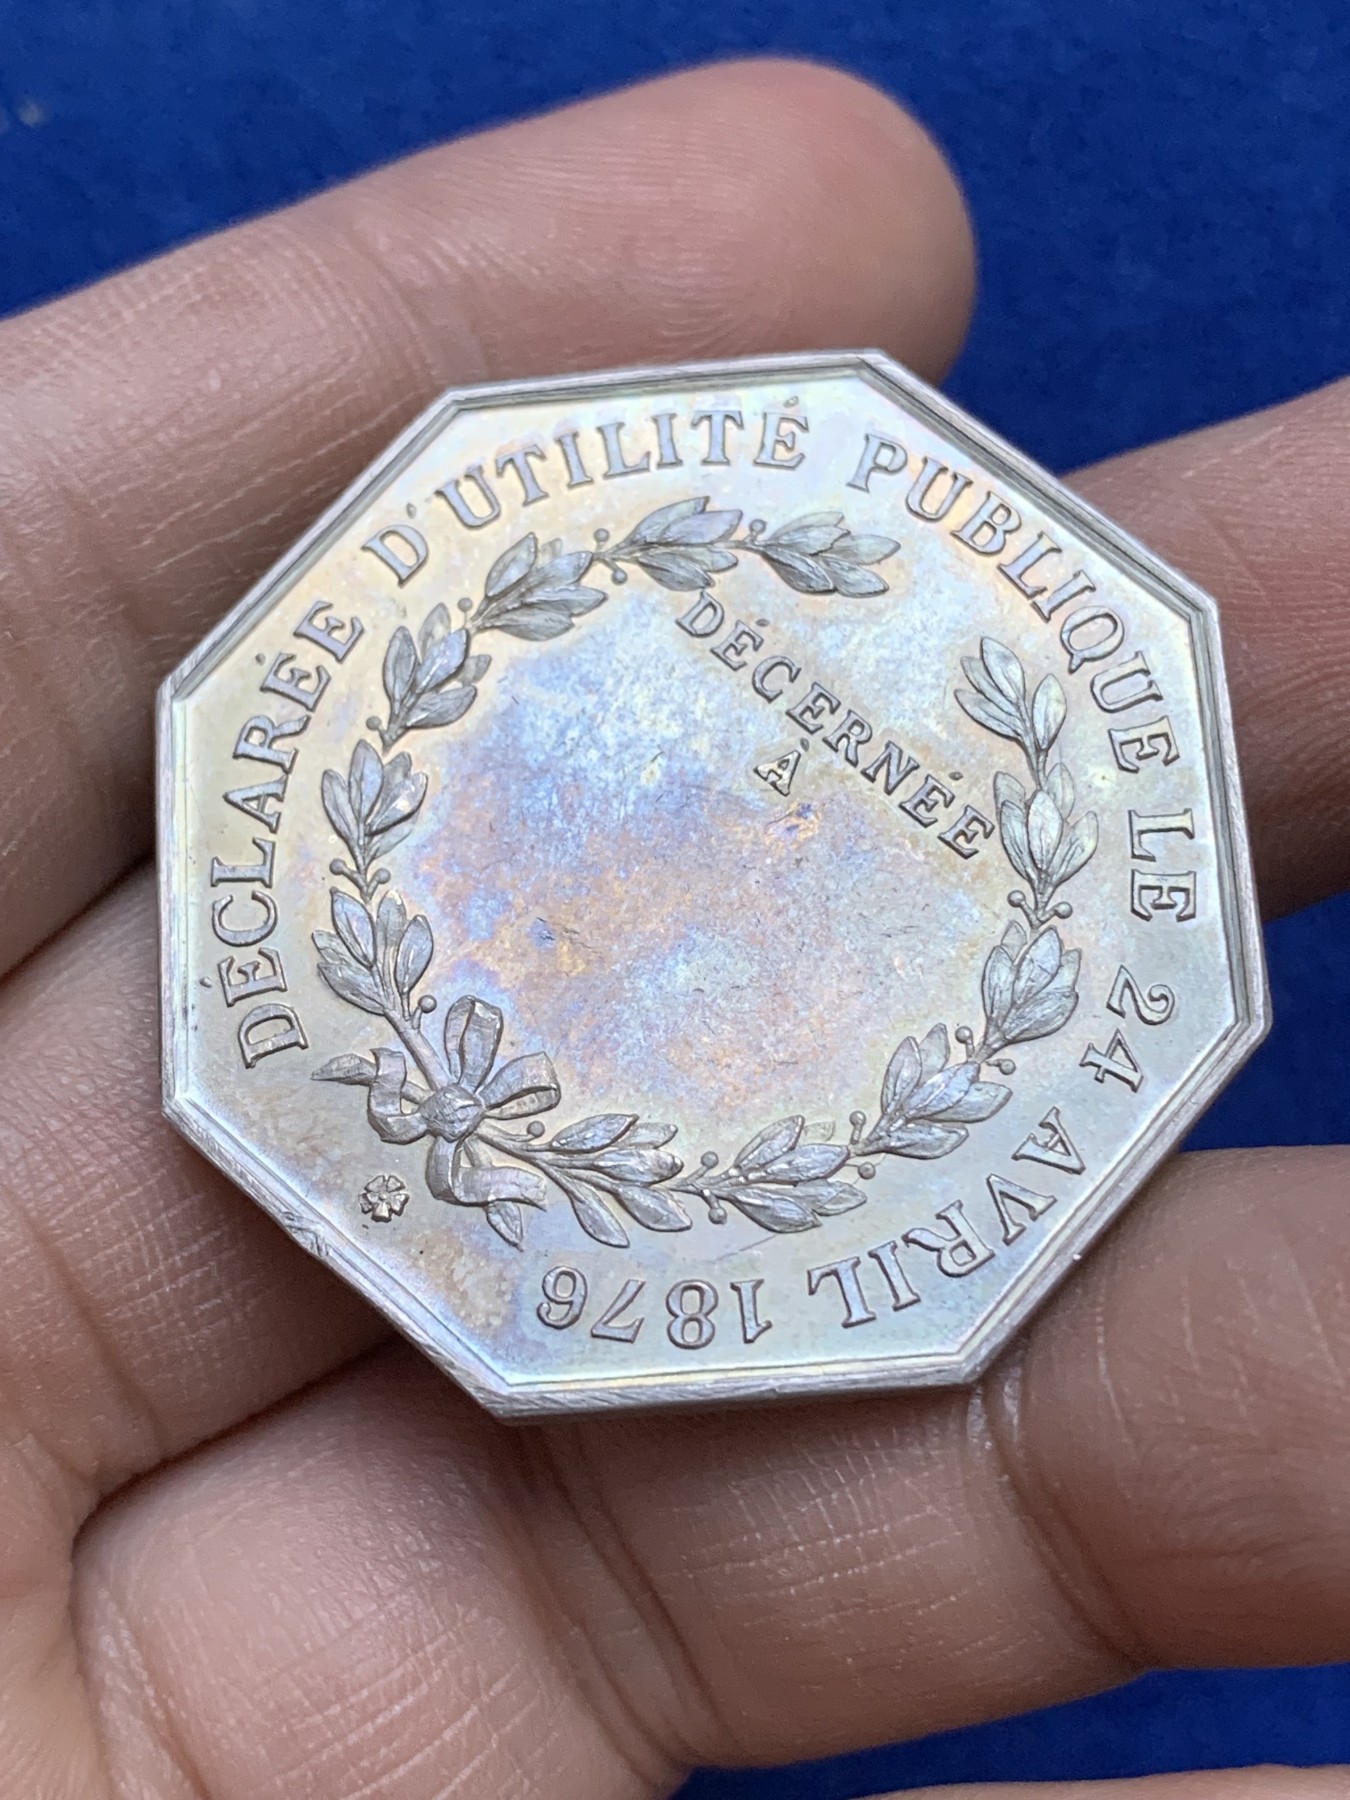 DÉCLARÉE D'UTILITÉ PUBLIQUE LE 24 AVRIL 1876
DÉCERNÉE
À